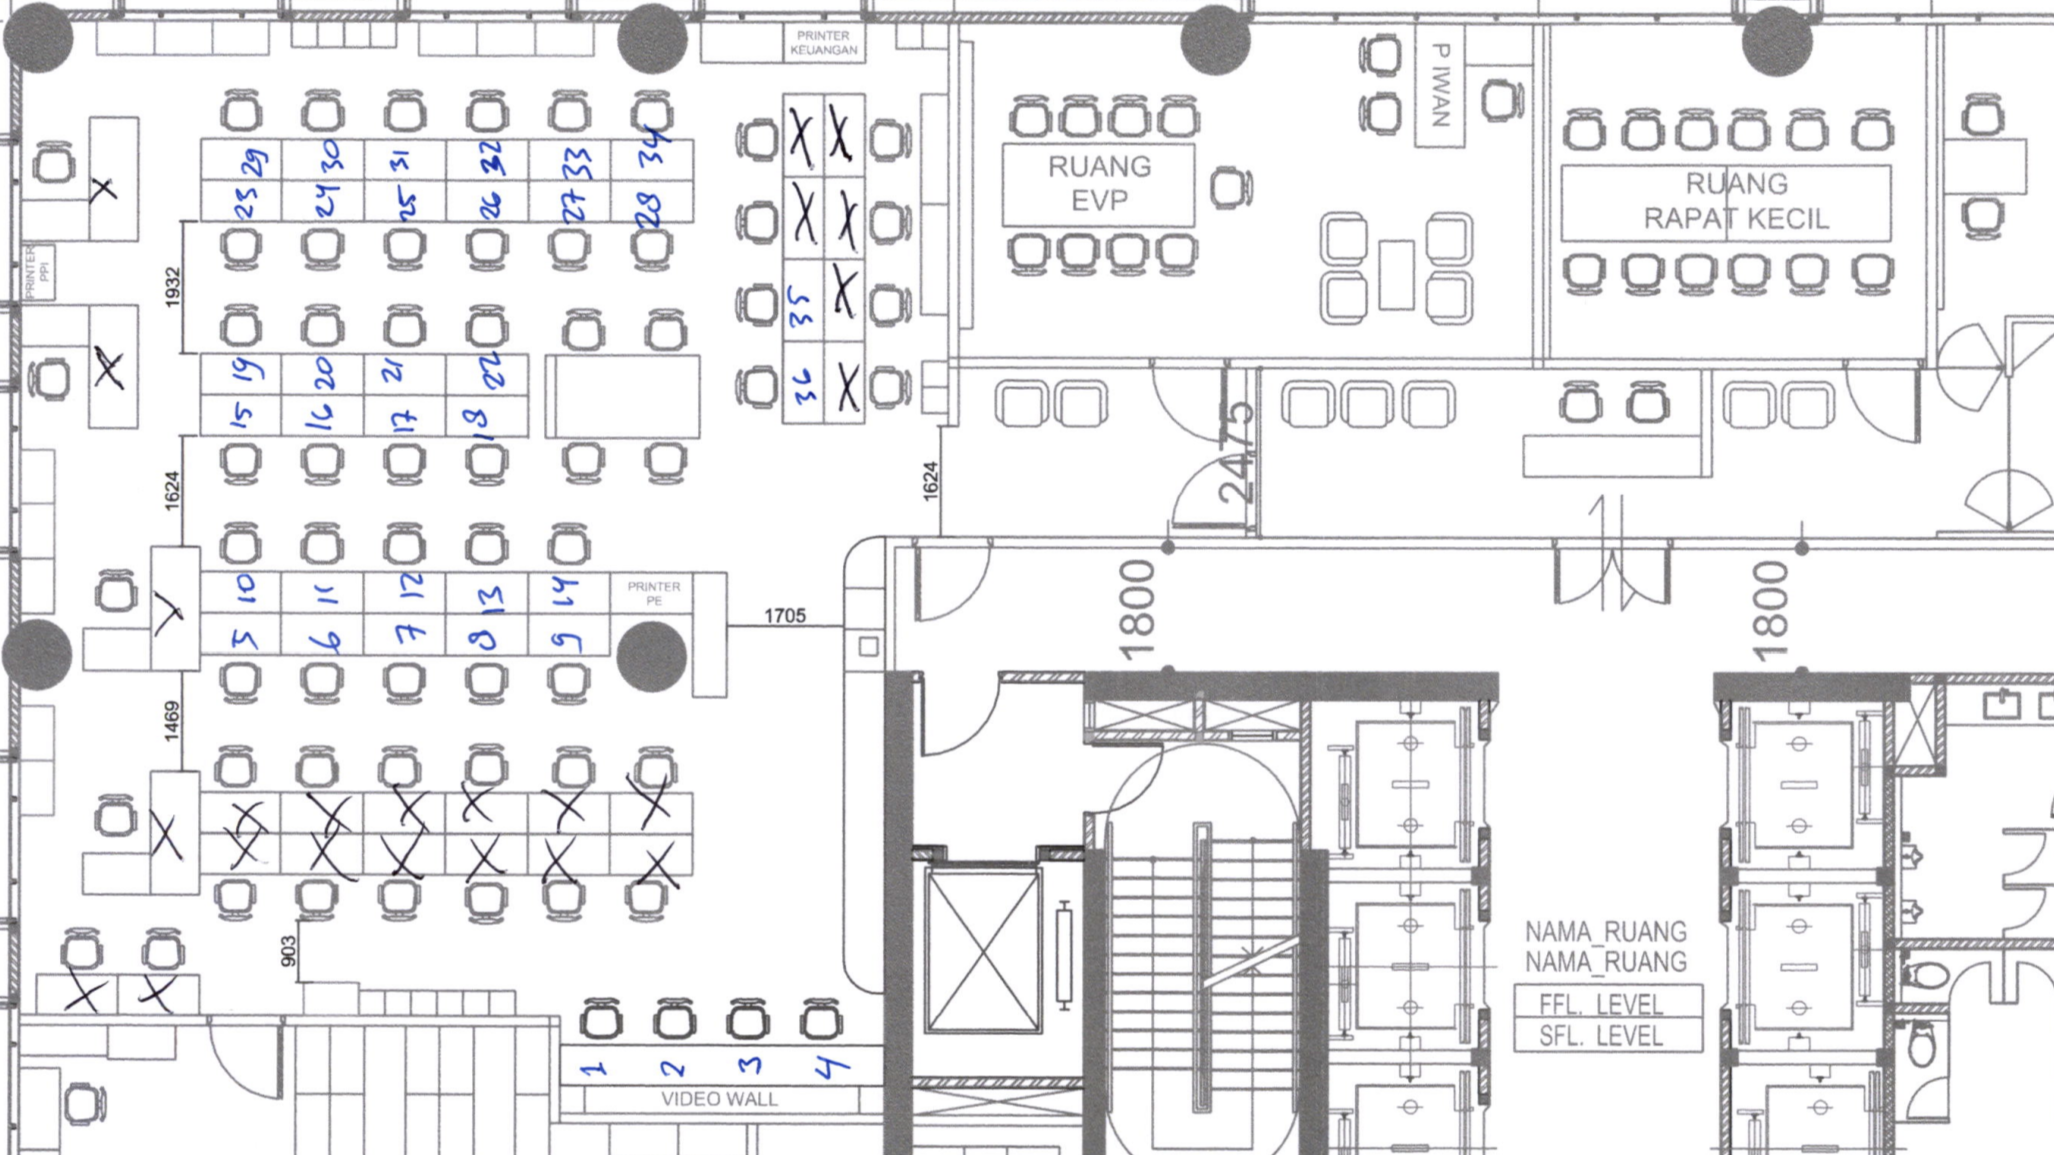 PRINTER
KEUANGAN
P IWAN
29 30 31 32 33 34
23 24 25 26 27 28
X X
X X
X
35 X
36 X
RUANG
EVP
RUANG
RAPAT KECIL
PRINTER
PPI
1932
X
19 20 21 22
15 16 17 18
1624
1624
2475
10 11 12 13 14
PRINTER
PE
5 6 7 8 9
X
1705
1800
1800
1469
X X X X X X
X X X X X X
X
903
X X
NAMA_RUANG
NAMA_RUANG
FFL. LEVEL
SFL. LEVEL
1 2 3 4
VIDEO WALL